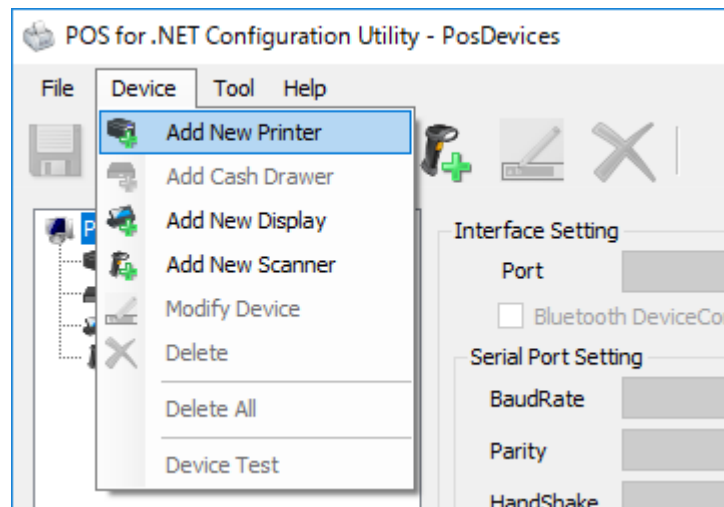 POS for .NET Configuration Utility - PosDevices
File Device Tool Help
Add New Printer
Add Cash Drawer
Add New Display
Add New Scanner
Modify Device
Delete
Delete All
Device Test
P
Interface Setting
Port
Bluetooth DeviceCo
Serial Port Setting
BaudRate
Parity
HandShake